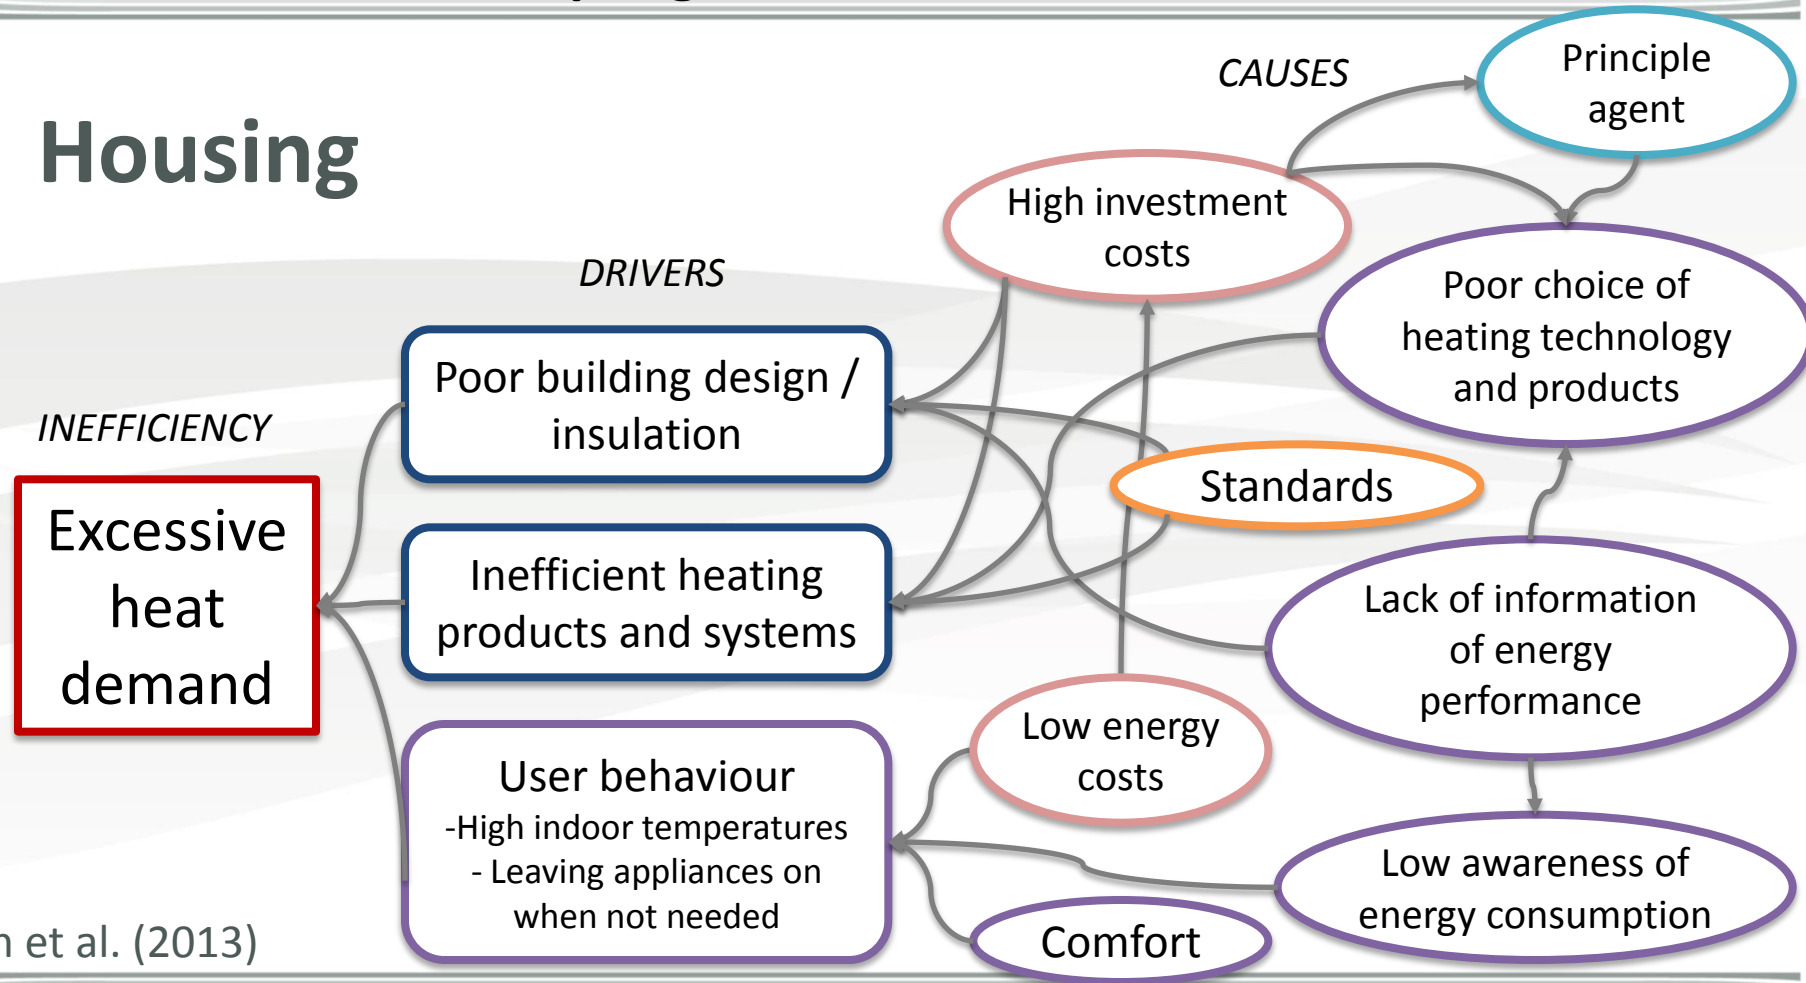 Housing
CAUSES
Principle
agent
High investment
costs
DRIVERS
Poor choice of
heating technology
and products
Poor building design /
insulation
INEFFICIENCY
Standards
Excessive
heat
demand
Inefficient heating
products and systems
Lack of information
of energy
performance
Low energy
costs
User behaviour
-High indoor temperatures
- Leaving appliances on
when not needed
Low awareness of
energy consumption
Comfort
et al. (2013)